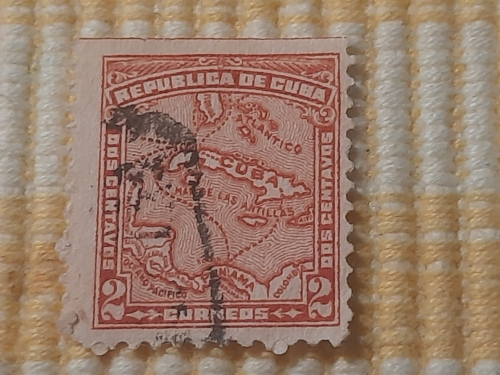 REPUBLICA DE CUBA
ATLANTICO
CUBA
MAR DE LAS ANTILLAS
DOS CENTAVOS
DOS CENTAVOS
PANAMA
COLOMBIA
OCEANO PACIFICO
2 2
CORREOS